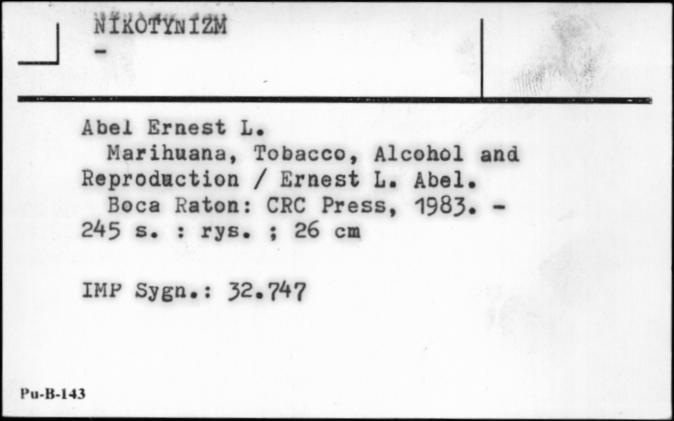 NIKOTYNIZM
-
Abel Ernest L.
Marihuana, Tobacco, Alcohol and
Reproduction / Ernest L. Abel.
Boca Raton: CRC Press, 1983. -
245 s. : rys. ; 26 cm
IMP Sygn.: 32.747
Pu-B-143